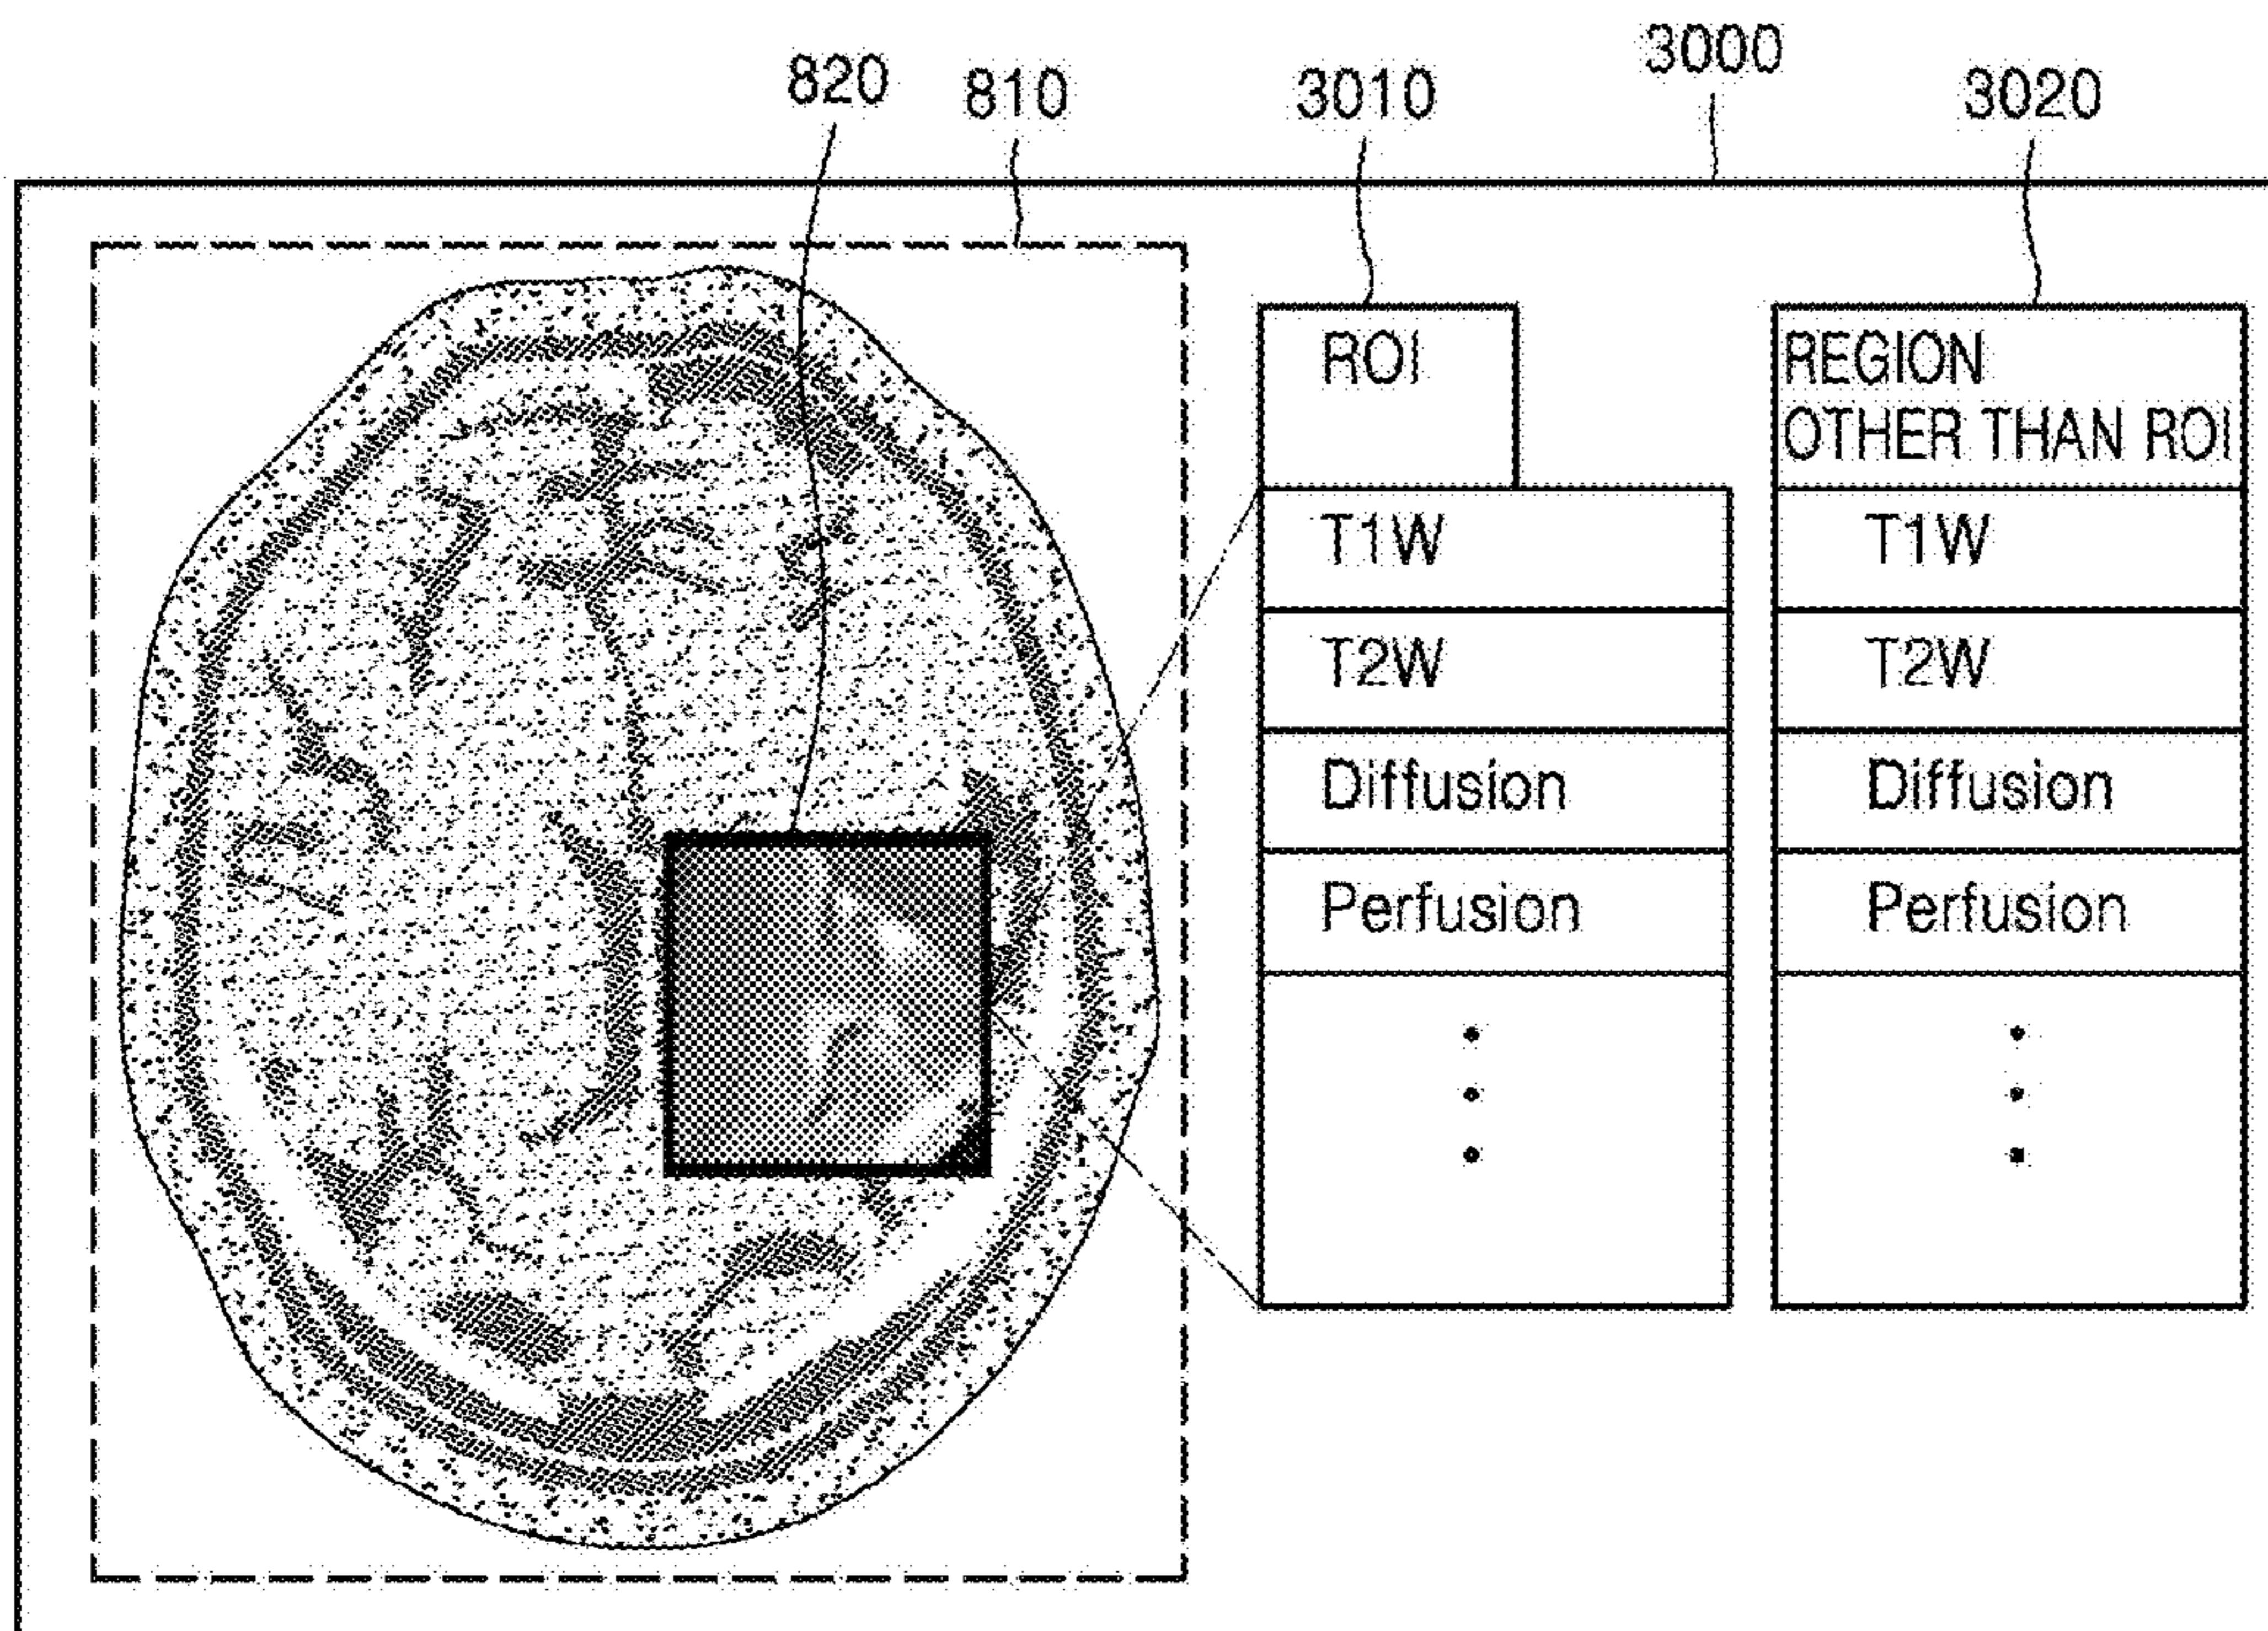 820
810
3010
3000
3020
ROI
REGION
OTHER THAN ROI
T1W
T1W
T2W
T2W
Diffusion
Diffusion
Perfusion
Perfusion